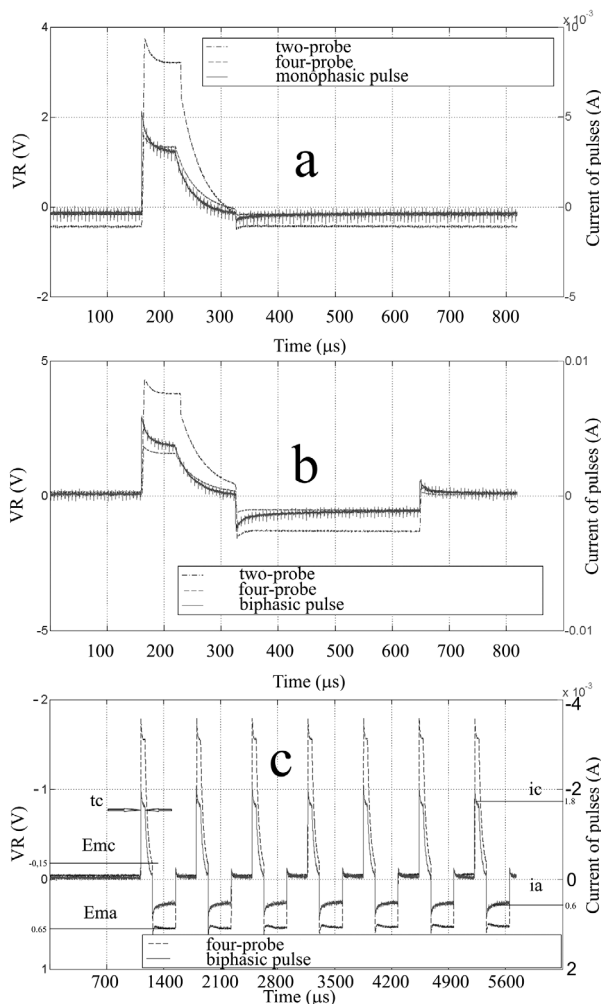 x 10⁻³
4
10
two-probe
four-probe
monophasic pulse
2
5
VR (V)
Current of pulses (A)
a
0
0
-2
-5
100 200 300 400 500 600 700 800
Time (µs)
5
0.01
VR (V)
Current of pulses (A)
b
0
0
two-probe
four-probe
biphasic pulse
-5
-0.01
100 200 300 400 500 600 700 800
Time (µs)
x 10⁻³
−2
-4
c
tc
ic
−1
−2
1.8
VR (V)
Current of pulses (A)
Emc
-0,15
ia
0
0
Ema
0.6
0.65
four-probe
biphasic pulse
1
2
700 1400 2100 2800 3500 4200 4900 5600
Time (µs)